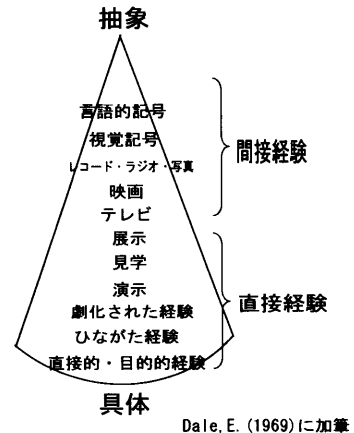 抽象
言語的記号
視覚記号
レコード・ラジオ・写真
映画
テレビ
間接経験
展示
見学
演示
劇化された経験
ひながた経験
直接的・目的的経験
直接経験
具体
Dale,E.(1969)に加筆